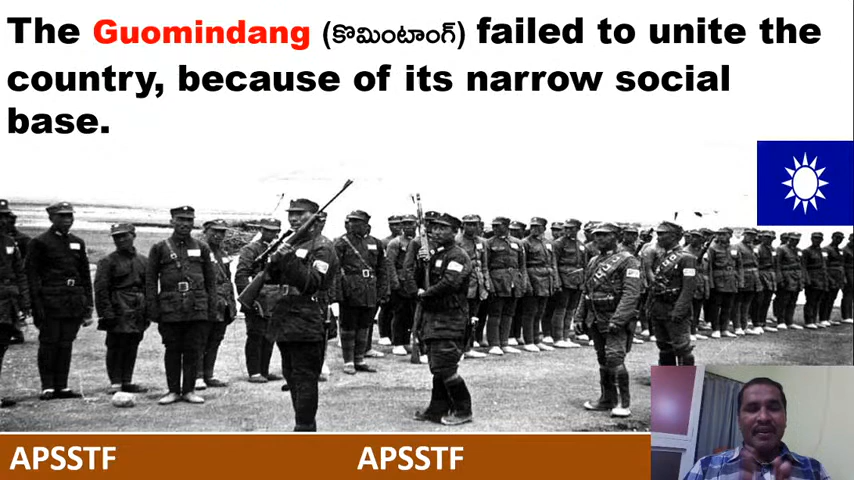 The Guomindang (కొమింటాంగ్) failed to unite the
country, because of its narrow social
base.
APSSTF APSSTF